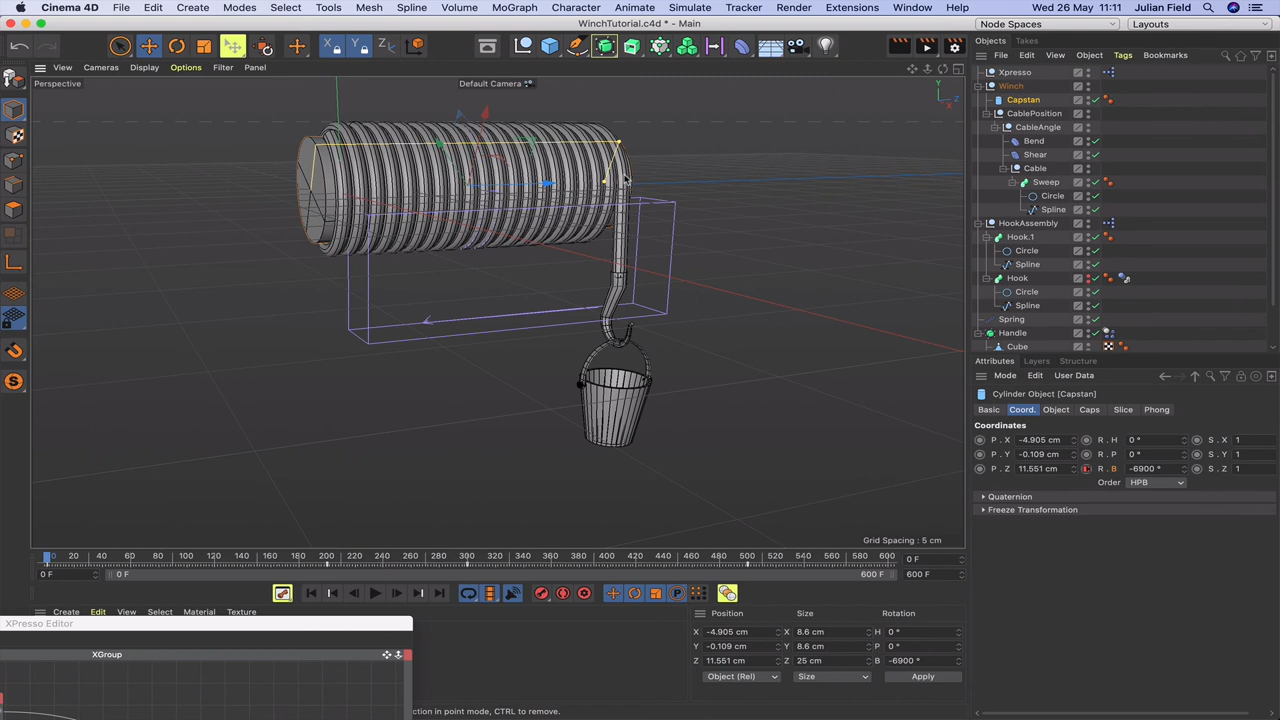 Cinema 4D File Edit Create Modes Select Tools Mesh Spline Volume MoGraph Character Animate Simulate Tracker Render Extensions Window Help Wed 26 May 11:11 Julian Field
WinchTutorial.c4d * - Main
Node Spaces Layouts
View Cameras Display Options Filter Panel
Perspective
Default Camera
Y
Z
X
Grid Spacing : 5 cm
Objects Takes
File Edit View Object Tags Bookmarks
Xpresso
Winch
Capstan
CablePosition
CableAngle
Bend
Shear
Cable
Sweep
Circle
Spline
HookAssembly
Hook.1
Circle
Spline
Hook
Circle
Spline
Spring
Handle
Cube
Attributes Layers Structure
Mode Edit User Data
Cylinder Object [Capstan]
Basic Coord. Object Caps Slice Phong
Coordinates
P . X -4.905 cm R . H 0 ° S . X 1
P . Y -0.109 cm R . P 0 ° S . Y 1
P . Z 11.551 cm R . B -6900 ° S . Z 1
Order HPB
Quaternion
Freeze Transformation
0 20 40 60 80 100 120 140 160 180 200 220 240 260 280 300 320 340 360 380 400 420 440 460 480 500 520 540 560 580 600 0 F
0 F 0 F 600 F 600 F
Create Edit View Select Material Texture
XPresso Editor
XGroup
Position Size Rotation
X -4.905 cm X 8.6 cm H 0 °
Y -0.109 cm Y 8.6 cm P 0 °
Z 11.551 cm Z 25 cm B -6900 °
Object (Rel) Size Apply
ction in point mode, CTRL to remove.